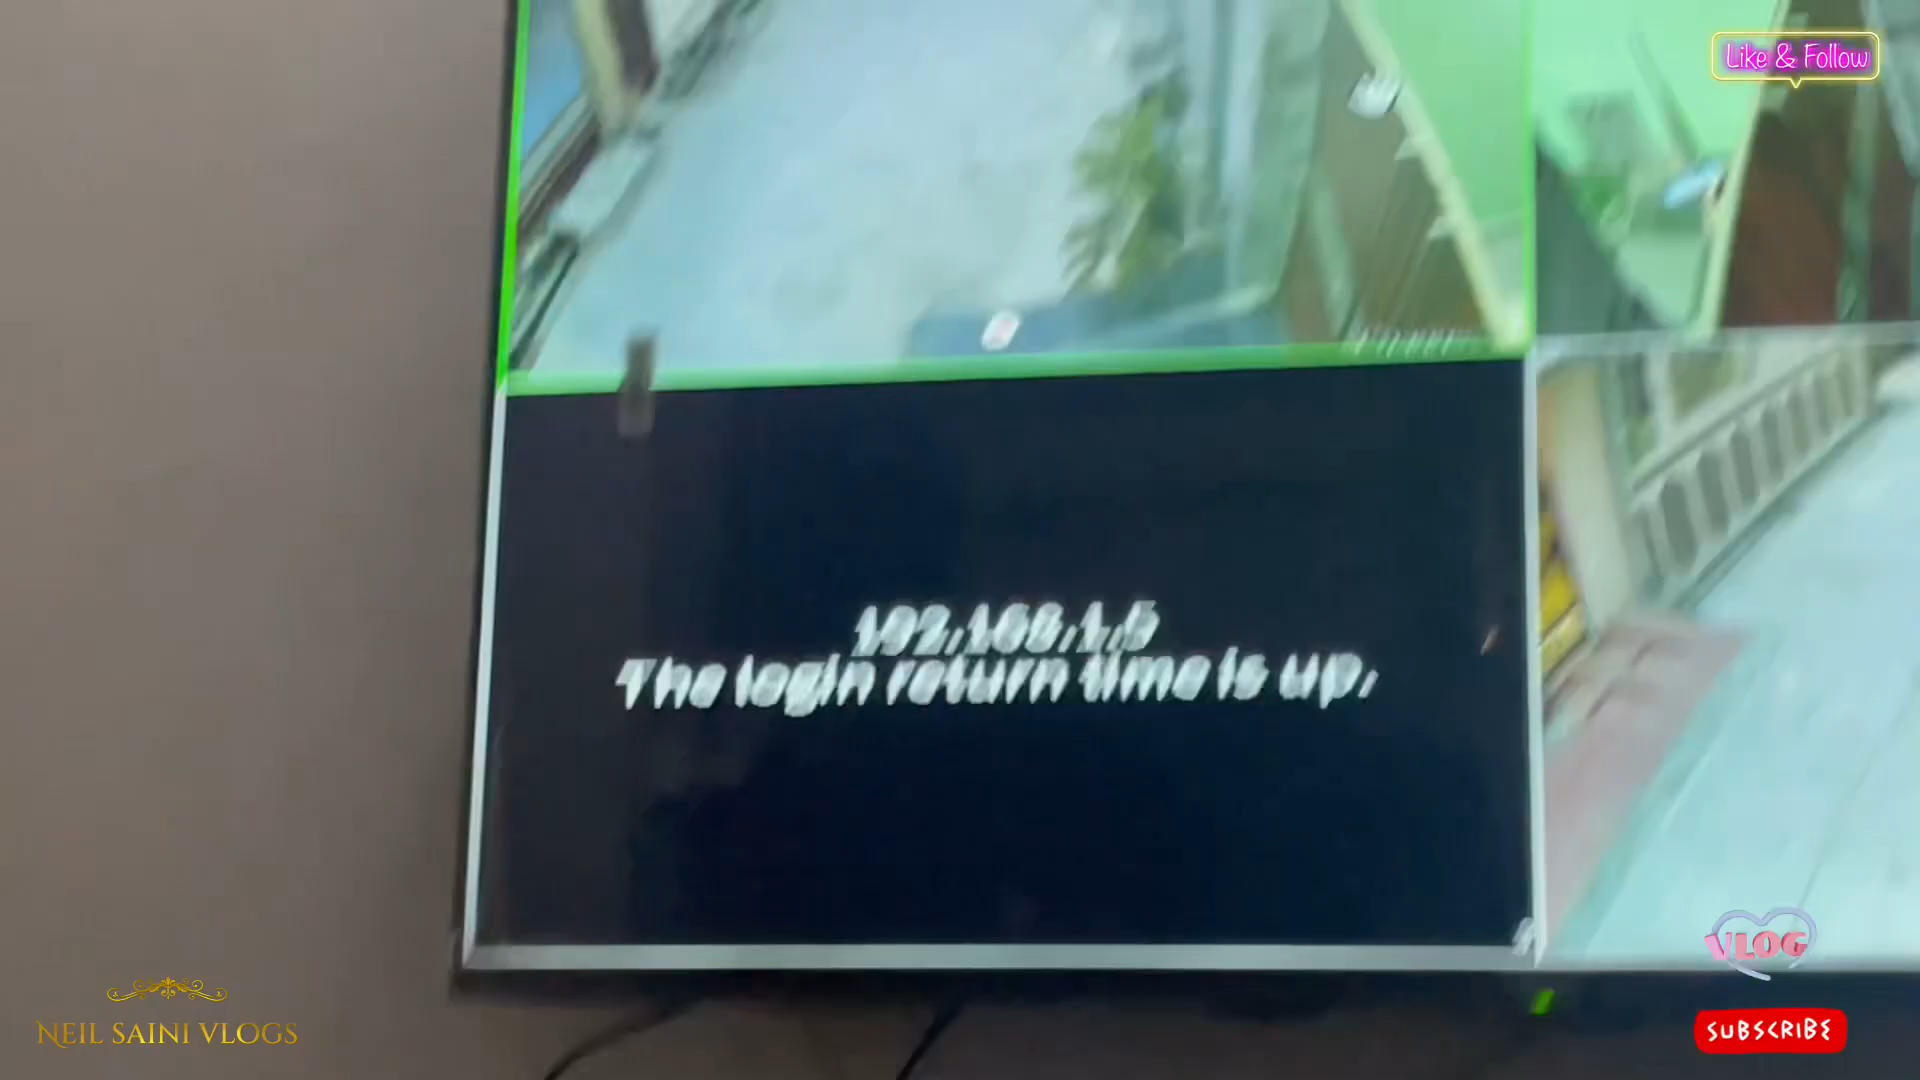 Like & Follow
192.168.1.5
The login return time is up.
VLOG
NEIL SAINI VLOGS
SUBSCRIBE